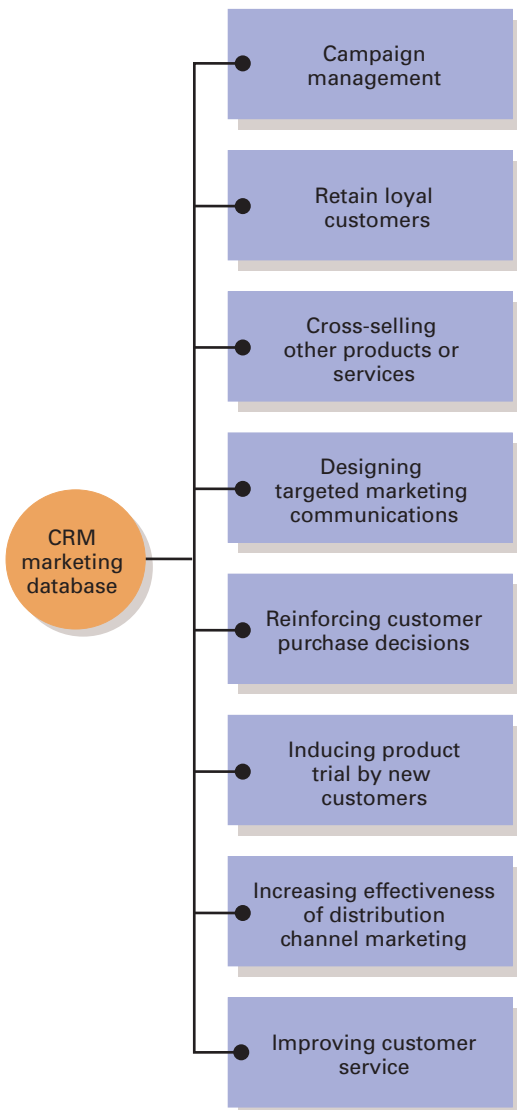 Campaign
management
Retain loyal
customers
Cross-selling
other products or
services
Designing
targeted marketing
communications
CRM
marketing
database
Reinforcing customer
purchase decisions
Inducing product
trial by new
customers
Increasing effectiveness
of distribution
channel marketing
Improving customer
service